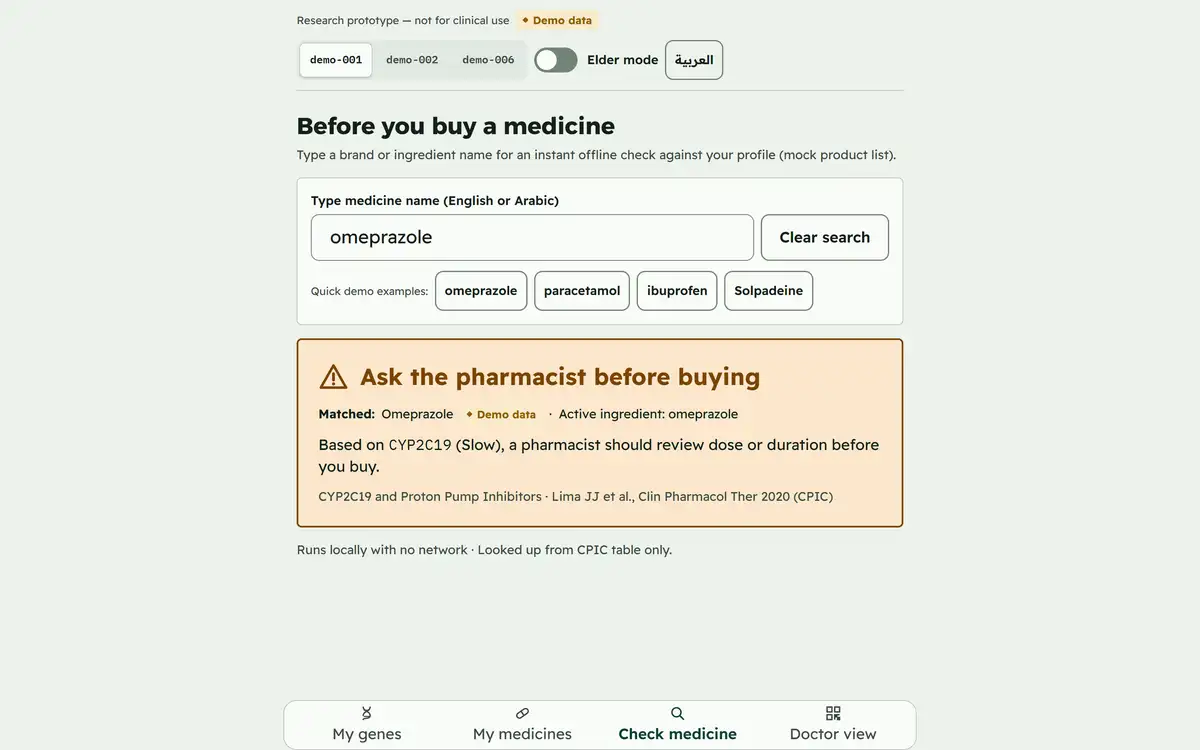 Research prototype — not for clinical use ◆ Demo data
demo-001 demo-002 demo-006 Elder mode العربية
Before you buy a medicine
Type a brand or ingredient name for an instant offline check against your profile (mock product list).
Type medicine name (English or Arabic)
omeprazole Clear search
Quick demo examples: omeprazole paracetamol ibuprofen Solpadeine
Ask the pharmacist before buying
Matched: Omeprazole ◆ Demo data · Active ingredient: omeprazole
Based on CYP2C19 (Slow), a pharmacist should review dose or duration before
you buy.
CYP2C19 and Proton Pump Inhibitors · Lima JJ et al., Clin Pharmacol Ther 2020 (CPIC)
Runs locally with no network · Looked up from CPIC table only.
My genes My medicines Check medicine Doctor view